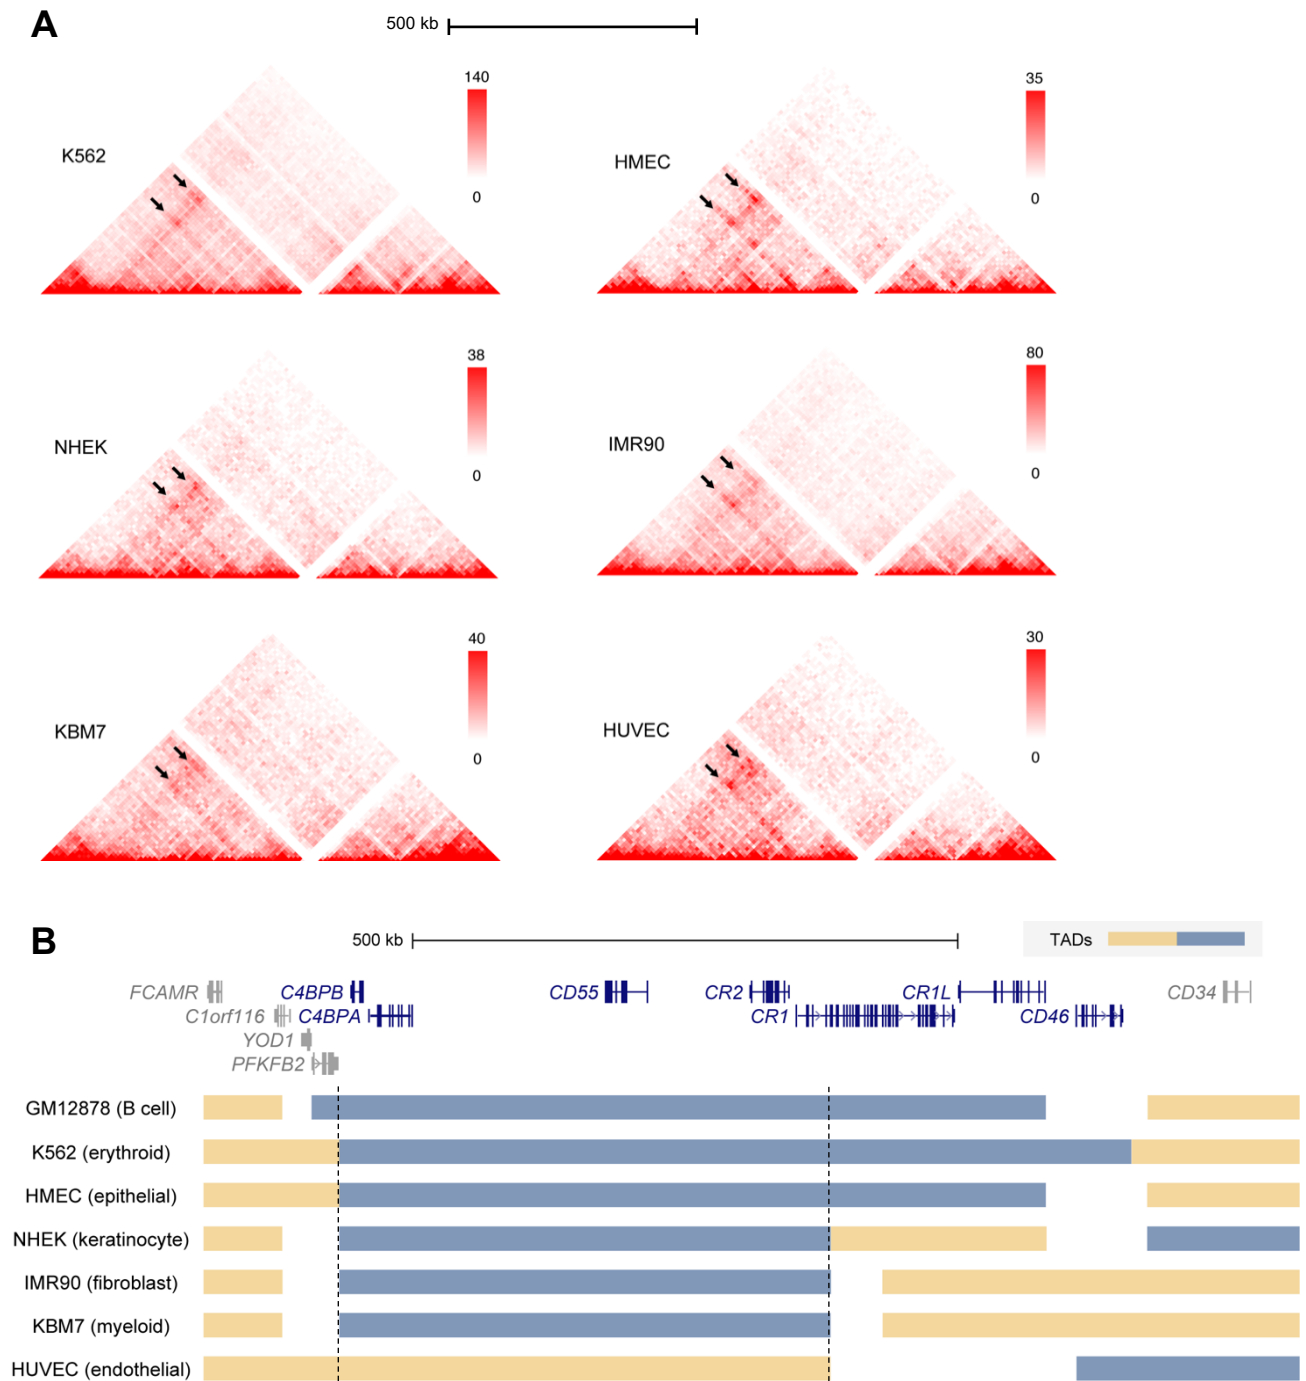 A
500 kb
140
K562
0
35
HMEC
0
38
NHEK
0
80
IMR90
0
40
KBM7
0
30
HUVEC
0
B
500 kb
TADs
FCAMR C4BPB CD55 CR2 CR1L CD34
C1orf116 C4BPA CR1 CD46
YOD1
PFKFB2
GM12878 (B cell)
K562 (erythroid)
HMEC (epithelial)
NHEK (keratinocyte)
IMR90 (fibroblast)
KBM7 (myeloid)
HUVEC (endothelial)